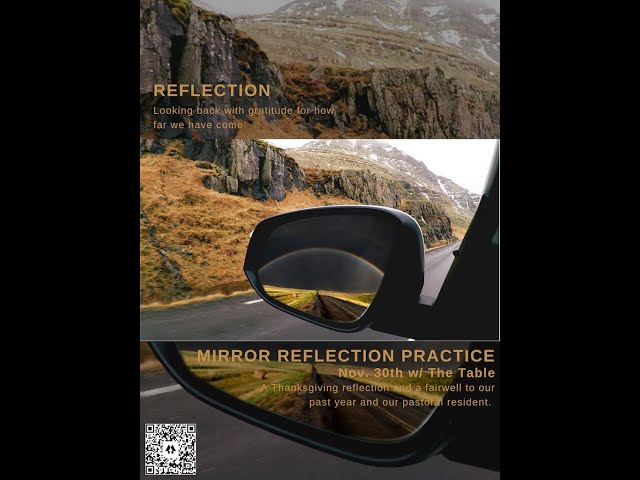 REFLECTION
Looking back with gratitude for how
far we have come
MIRROR REFLECTION PRACTICE
Nov. 30th w/ The Table
A Thanksgiving reflection and a fairwell to our
past year and our pastoral resident.